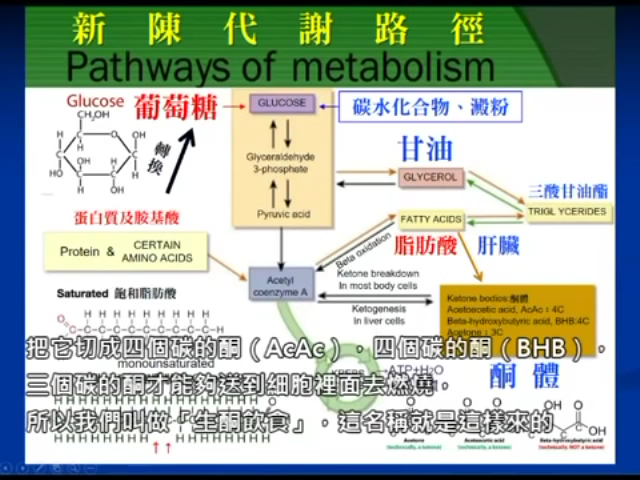 新陳代謝路徑
Pathways of metabolism
Glucose 葡萄糖
GLUCOSE
碳水化合物、澱粉
CH₂OH
轉換
Glyceraldehyde
3-phosphate
甘油
GLYCEROL
三酸甘油酯
TRIGL YCERIDES
Pyruvic acid
FATTY ACIDS
蛋白質及胺基酸
Protein & CERTAIN
AMINO ACIDS
Beta oxidation
脂肪酸 肝臟
Acetyl
coenzyme A
Ketone breakdown
In most body cells
Ketogenesis
In liver cells
Ketone bodies:酮體
Acetoacetic acid, AcAc : 4C
Beta-hydroxybutyric acid, BHB:4C
Acetone : 3C
Saturated 飽和脂肪酸
把它切成四個碳的酮（AcAc），四個碳的酮（BHB），
monounsaturated
三個碳的酮才能夠送到細胞裡面去燃燒。
酮體
所以我們叫做「生酮飲食」，這名稱就是這樣來的
Acetone
Acetoacetic acid
Beta-hydroxybutyric acid